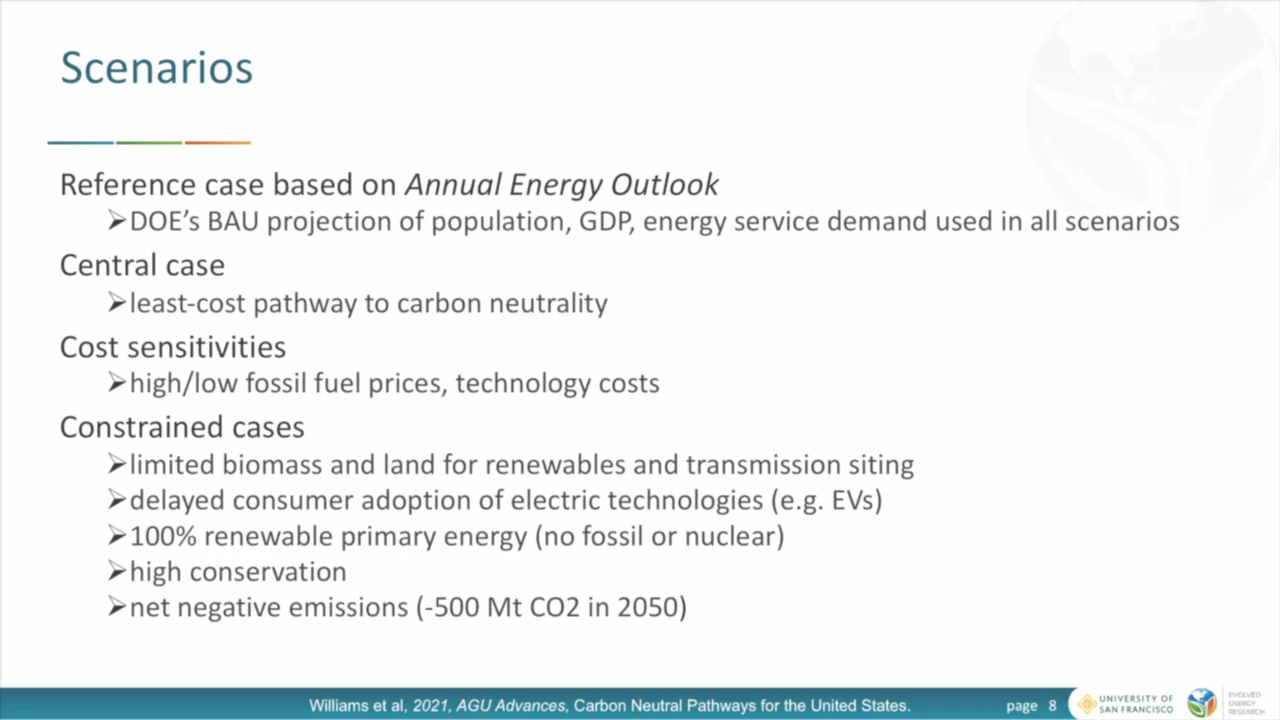 Scenarios
Reference case based on Annual Energy Outlook
➢DOE’s BAU projection of population, GDP, energy service demand used in all scenarios
Central case
➢least-cost pathway to carbon neutrality
Cost sensitivities
➢high/low fossil fuel prices, technology costs
Constrained cases
➢limited biomass and land for renewables and transmission siting
➢delayed consumer adoption of electric technologies (e.g. EVs)
➢100% renewable primary energy (no fossil or nuclear)
➢high conservation
➢net negative emissions (-500 Mt CO2 in 2050)
Williams et al, 2021, AGU Advances, Carbon Neutral Pathways for the United States.
page 8
UNIVERSITY OF
SAN FRANCISCO
EVOLVED
ENERGY
RESEARCH